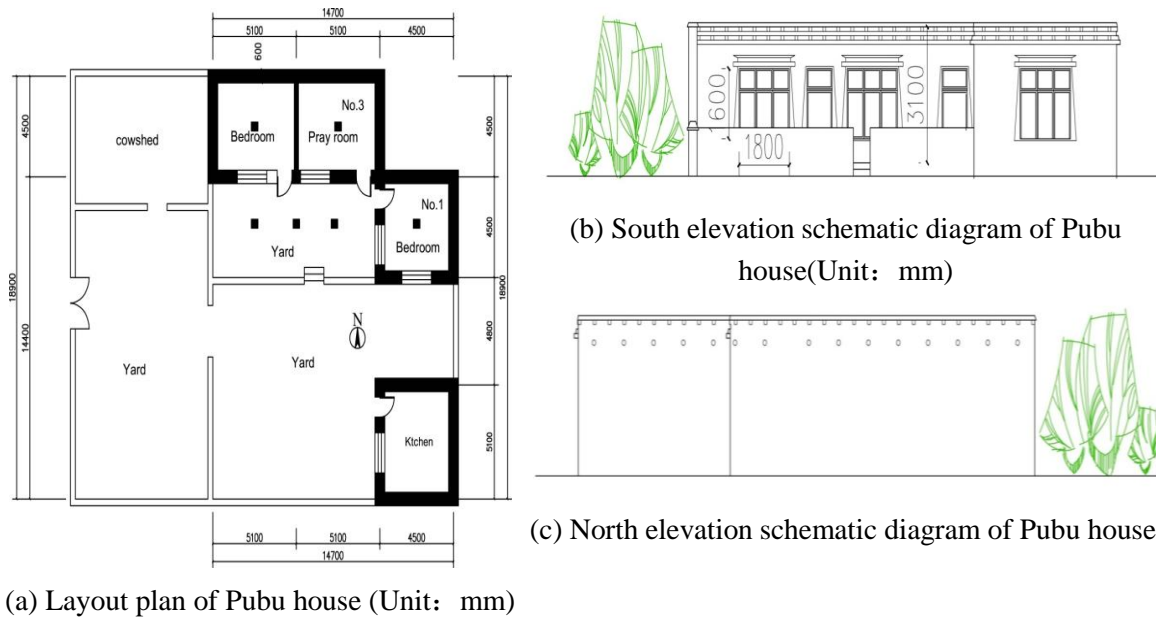 14700
5100 5100 4500
600
4500
cowshed
Bedroom
No.3
Pray room
4500
No.1
Bedroom
Yard
4500
18900
14400
Yard
Yard
N
4800
18900
Ktchen
5100
5100 5100 4500
14700
(a) Layout plan of Pubu house (Unit: mm)
1600
1800
3100
(b) South elevation schematic diagram of Pubu
house(Unit: mm)
(c) North elevation schematic diagram of Pubu house